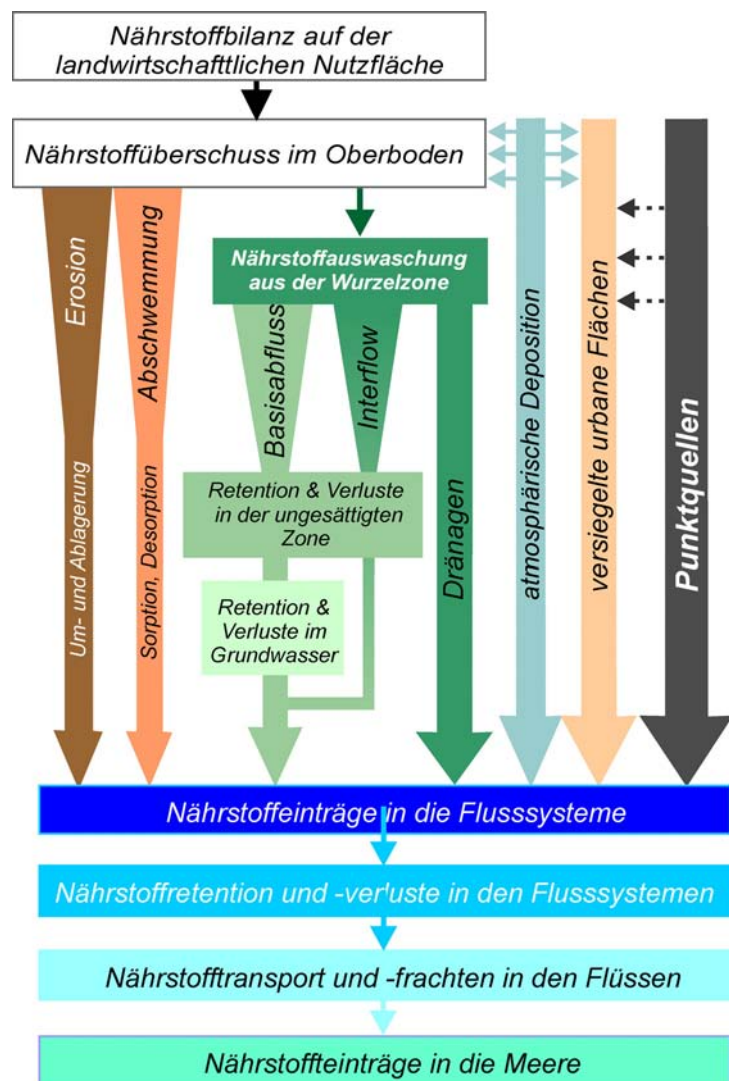 Nährstoffbilanz auf der
landwirtschafttlichen Nutzfläche
Nährstoffüberschuss im Oberboden
Erosion
Um- und Ablagerung
Abschwemmung
Sorption, Desorption
Nährstoffauswaschung
aus der Wurzelzone
Basisabfluss
Interflow
Retention & Verluste
in der ungesättigten
Zone
Retention &
Verluste im
Grundwasser
Dränagen
atmosphärische Deposition
versiegelte urbane Flächen
Punktquellen
Nährstoffeinträge in die Flusssysteme
Nährstoffretention und -ver'uste in den Flusssystemen
Nährstofftransport und -frachten in den Flüssen
Nährstoffteinträge in die Meere